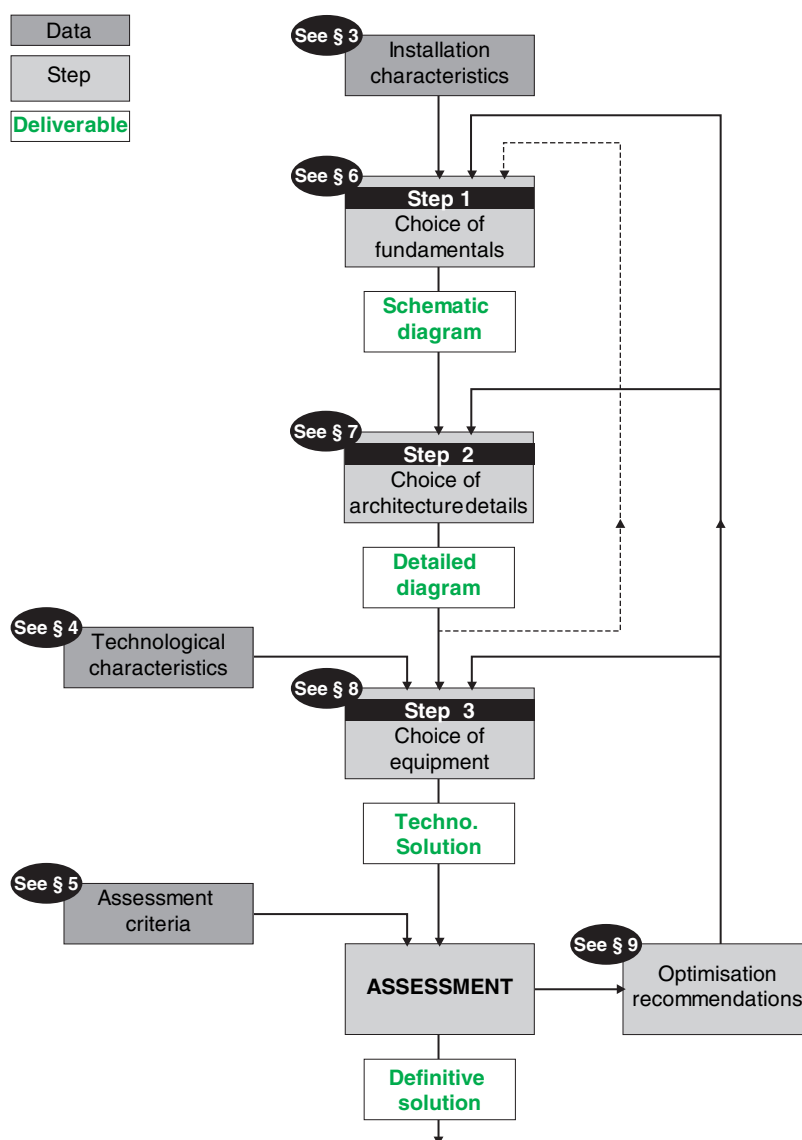 Data
Step
Deliverable
See § 3
Installation
characteristics
See § 6
Step 1
Choice of
fundamentals
Schematic
diagram
See § 7
Step 2
Choice of
architecture details
Detailed
diagram
See § 4
Technological
characteristics
See § 8
Step 3
Choice of
equipment
Techno.
Solution
See § 5
Assessment
criteria
ASSESSMENT
See § 9
Optimisation
recommendations
Definitive
solution